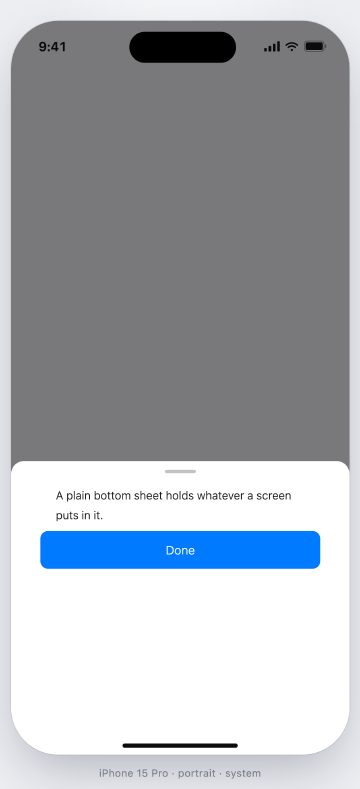 9:41
A plain bottom sheet holds whatever a screen
puts in it.
Done
iPhone 15 Pro · portrait · system